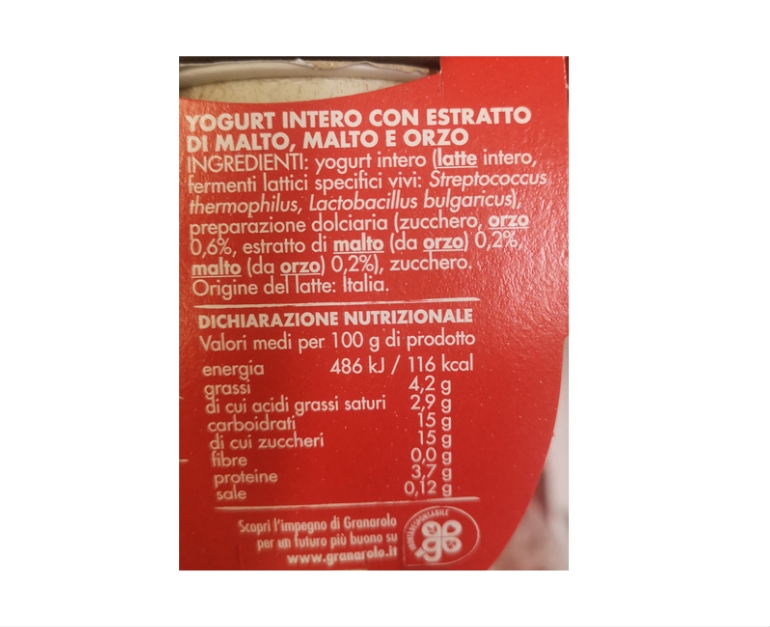 YOGURT INTERO CON ESTRATTO
DI MALTO, MALTO E ORZO
INGREDIENTI: yogurt intero (latte intero,
fermenti lattici specifici vivi: Streptococcus
thermophilus, Lactobacillus bulgaricus),
preparazione dolciaria (zucchero, orzo
0,6%, estratto di malto (da orzo) 0,2%,
malto (da orzo) 0,2%), zucchero.
Origine del latte: Italia.
DICHIARAZIONE NUTRIZIONALE
Valori medi per 100 g di prodotto
energia 486 kJ / 116 kcal
grassi 4,2 g
di cui acidi grassi saturi 2,9 g
carboidrati 15 g
di cui zuccheri 15 g
fibre 0,0 g
proteine 3,7 g
sale 0,12 g
Scopri l'impegno di Granarolo
per un futuro più buono su
www.granarolo.it